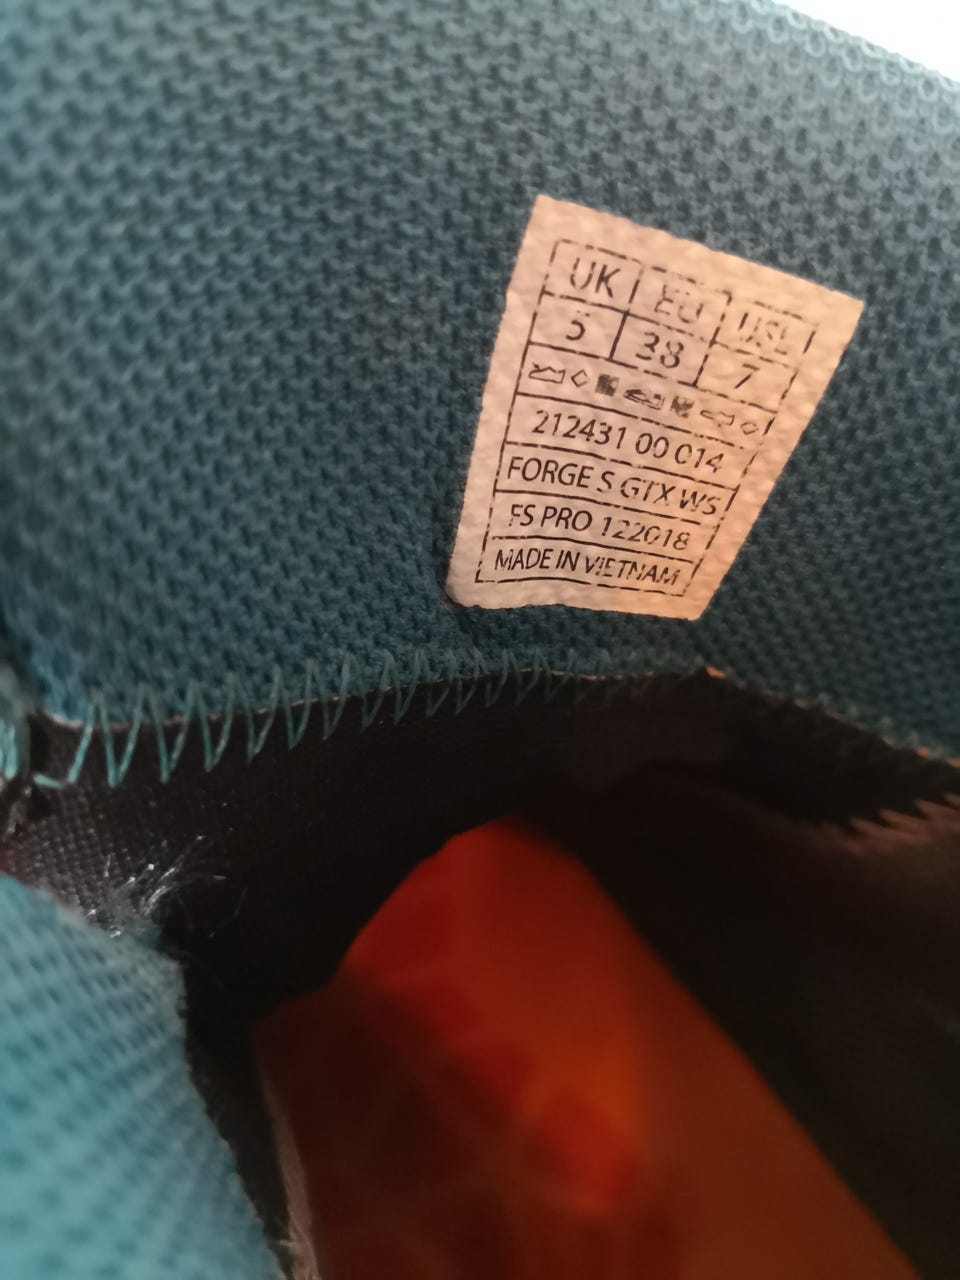 UK EU USL
5 38 7
212431 00 014
FORGE S GTX WS
FS PRO 122018
MADE IN VIETNAM